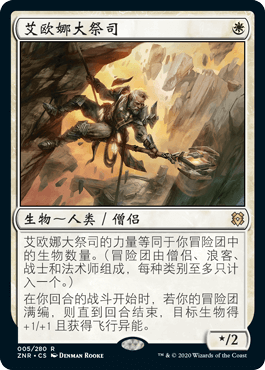 艾欧娜大祭司
生物～人类／僧侣
艾欧娜大祭司的力量等同于你冒险团中
的生物数量。（冒险团由僧侣、浪客、
战士和法术师组成，每种类别至多只计
入一个。）
在你回合的战斗开始时，若你的冒险团
满编，则直到回合结束，目标生物得
+1/+1 且获得飞行异能。
*/2
005/280 R
ZNR • CS DENMAN ROOKE
™ & © 2020 Wizards of the Coast